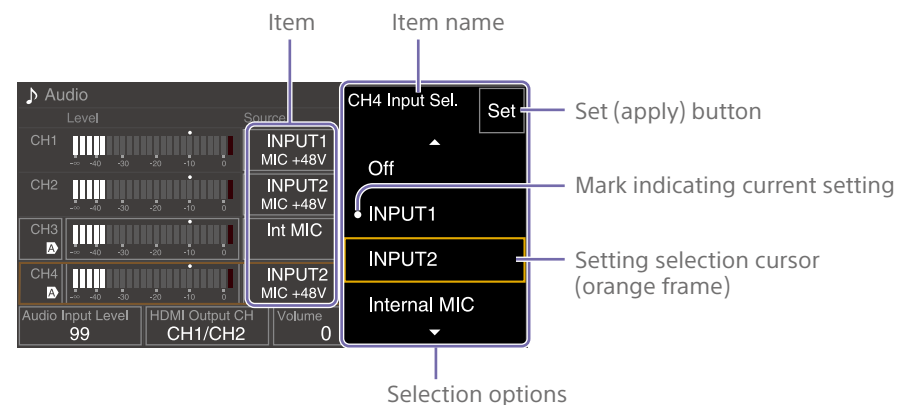 Item
Item name
Audio
Level
Source
CH1
-∞ -40 -30 -20 -10 0
INPUT1
MIC +48V
CH2
-∞ -40 -30 -20 -10 0
INPUT2
MIC +48V
CH3
A
-∞ -40 -30 -20 -10 0
Int MIC
CH4
A
-∞ -40 -30 -20 -10 0
INPUT2
MIC +48V
Audio Input Level
99
HDMI Output CH
CH1/CH2
Volume
0
CH4 Input Sel.
Set
Off
INPUT1
INPUT2
Internal MIC
Set (apply) button
Mark indicating current setting
Setting selection cursor
(orange frame)
Selection options